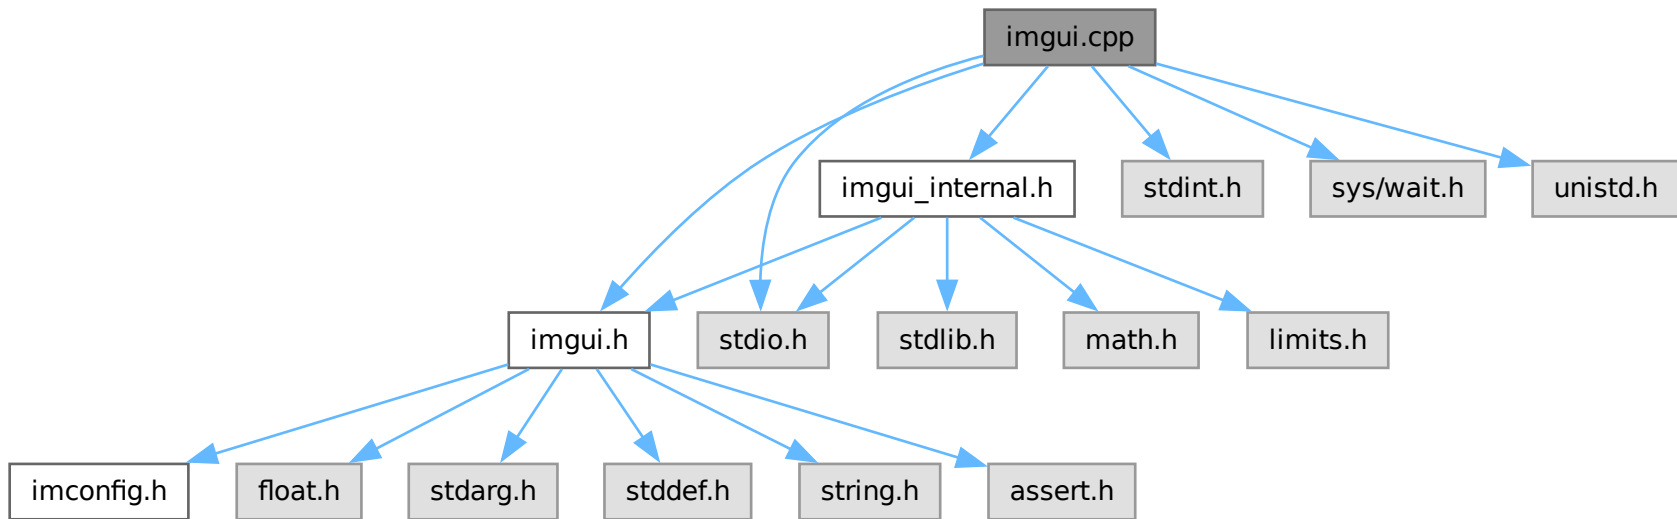 imgui.cpp
imgui_internal.h
stdint.h
sys/wait.h
unistd.h
imgui.h
stdio.h
stdlib.h
math.h
limits.h
imconfig.h
float.h
stdarg.h
stddef.h
string.h
assert.h